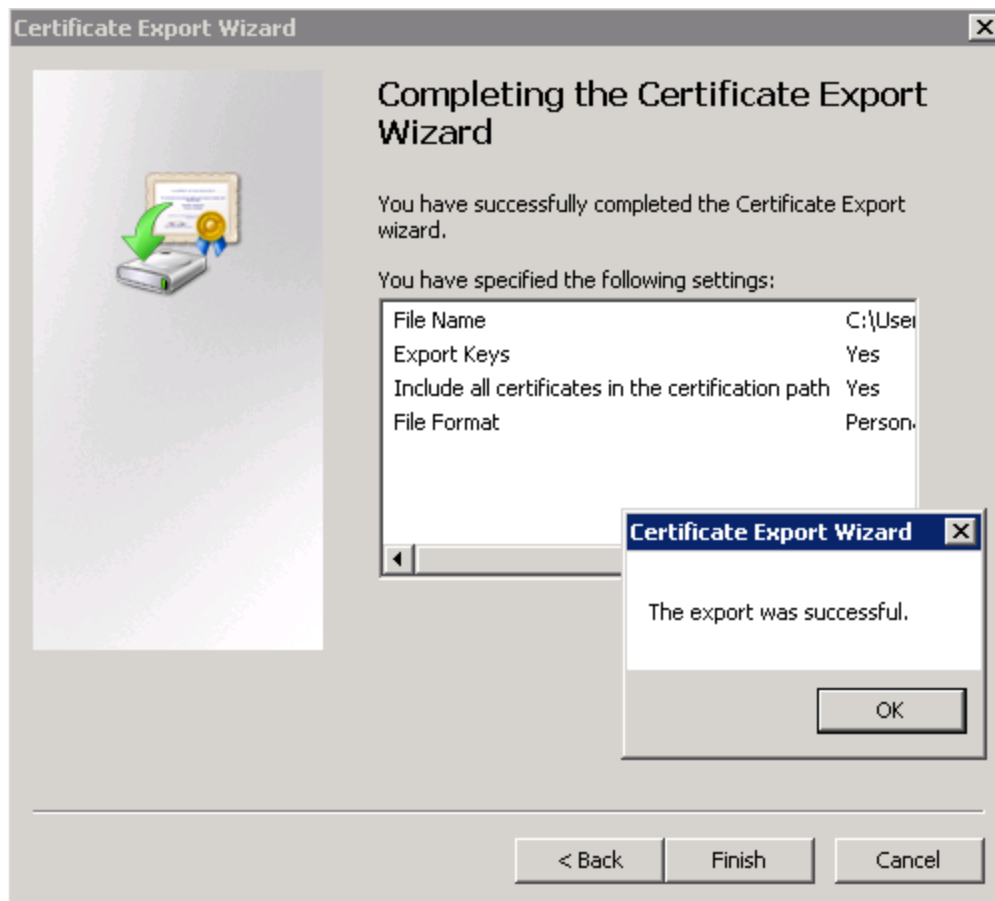 Certificate Export Wizard
Completing the Certificate Export
Wizard
You have successfully completed the Certificate Export
wizard.
You have specified the following settings:
File Name C:\User
Export Keys Yes
Include all certificates in the certification path Yes
File Format Persona
Certificate Export Wizard
The export was successful.
OK
< Back Finish Cancel